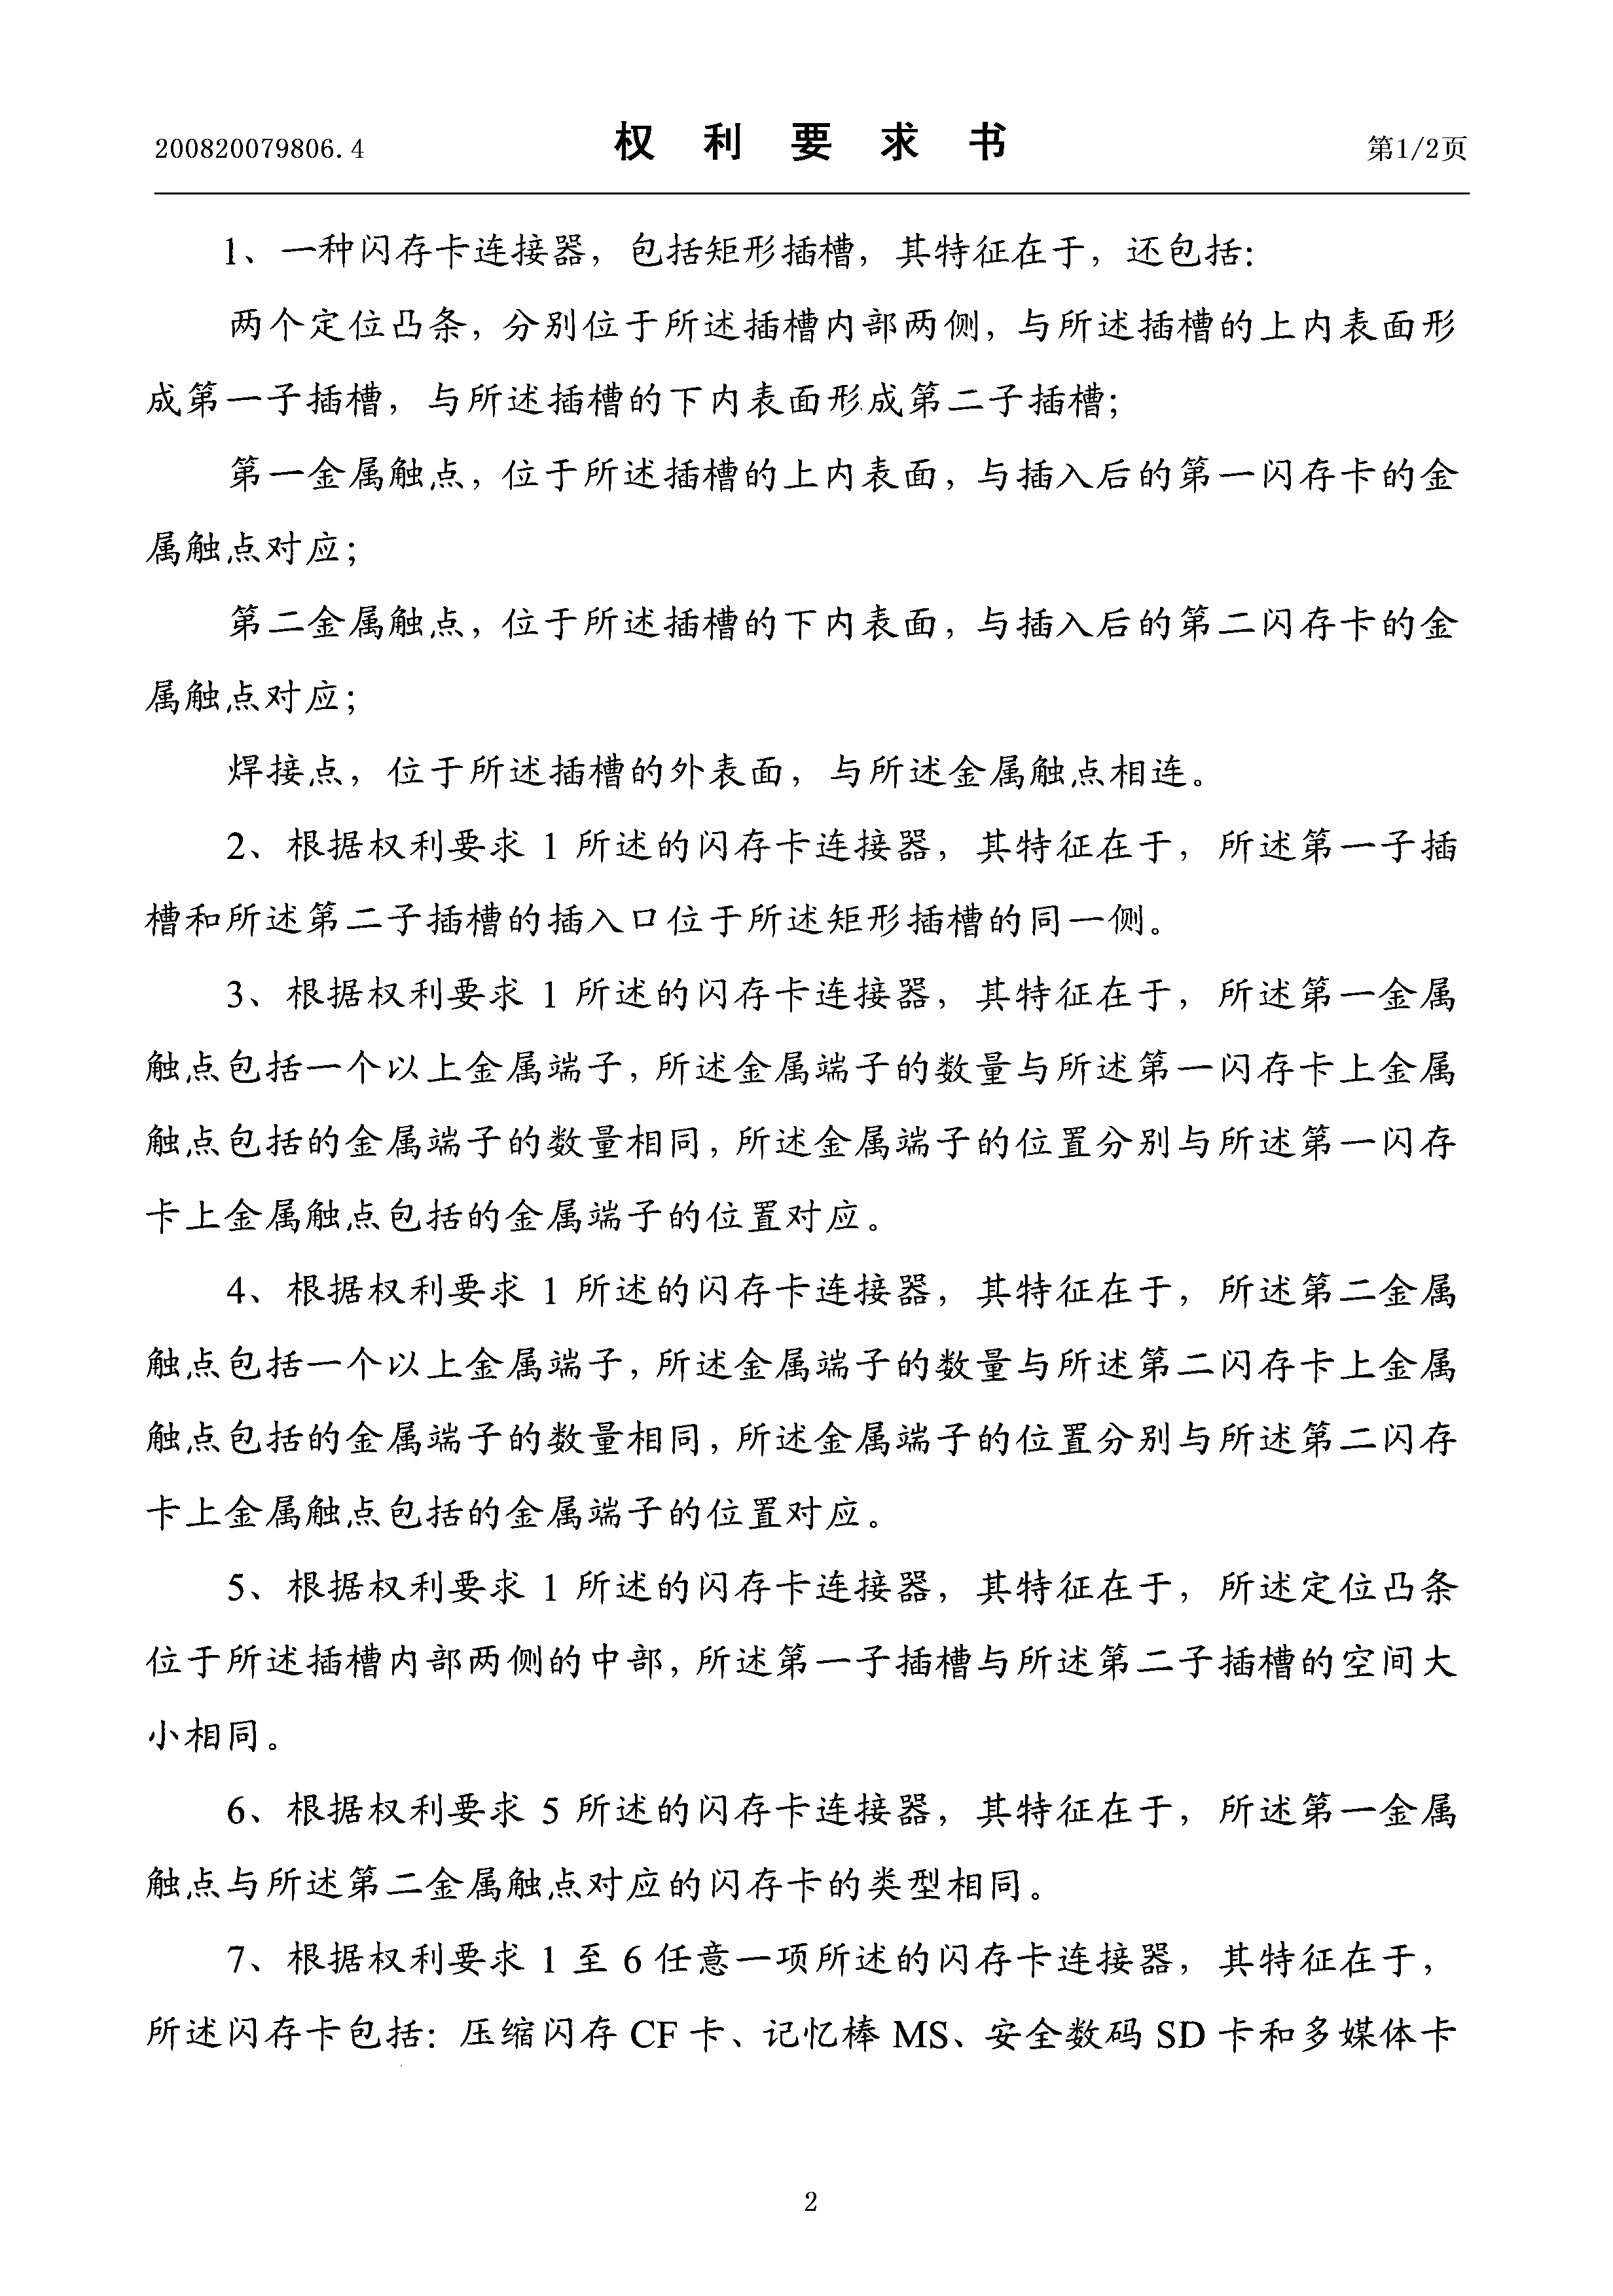 200820079806.4
权利要求书
第1/2页
1、一种闪存卡连接器，包括矩形插槽，其特征在于，还包括：
两个定位凸条，分别位于所述插槽内部两侧，与所述插槽的上内表面形
成第一子插槽，与所述插槽的下内表面形成第二子插槽；
第一金属触点，位于所述插槽的上内表面，与插入后的第一闪存卡的金
属触点对应；
第二金属触点，位于所述插槽的下内表面，与插入后的第二闪存卡的金
属触点对应；
焊接点，位于所述插槽的外表面，与所述金属触点相连。
2、根据权利要求 1 所述的闪存卡连接器，其特征在于，所述第一子插
槽和所述第二子插槽的插入口位于所述矩形插槽的同一侧。
3、根据权利要求 1 所述的闪存卡连接器，其特征在于，所述第一金属
触点包括一个以上金属端子，所述金属端子的数量与所述第一闪存卡上金属
触点包括的金属端子的数量相同，所述金属端子的位置分别与所述第一闪存
卡上金属触点包括的金属端子的位置对应。
4、根据权利要求 1 所述的闪存卡连接器，其特征在于，所述第二金属
触点包括一个以上金属端子，所述金属端子的数量与所述第二闪存卡上金属
触点包括的金属端子的数量相同，所述金属端子的位置分别与所述第二闪存
卡上金属触点包括的金属端子的位置对应。
5、根据权利要求 1 所述的闪存卡连接器，其特征在于，所述定位凸条
位于所述插槽内部两侧的中部，所述第一子插槽与所述第二子插槽的空间大
小相同。
6、根据权利要求 5 所述的闪存卡连接器，其特征在于，所述第一金属
触点与所述第二金属触点对应的闪存卡的类型相同。
7、根据权利要求 1 至 6 任意一项所述的闪存卡连接器，其特征在于，
所述闪存卡包括：压缩闪存 CF 卡、记忆棒 MS、安全数码 SD 卡和多媒体卡
2